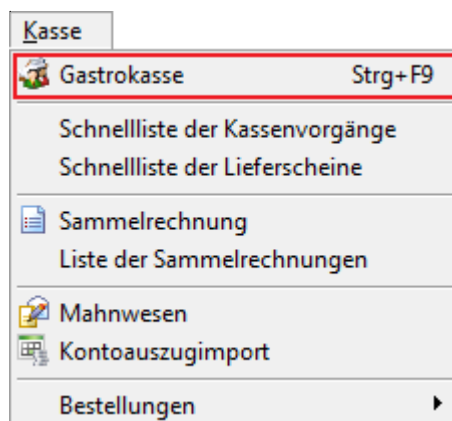 Kasse
Gastrokasse Strg+F9
Schnellliste der Kassenvorgänge
Schnellliste der Lieferscheine
Sammelrechnung
Liste der Sammelrechnungen
Mahnwesen
Kontoauszugimport
Bestellungen